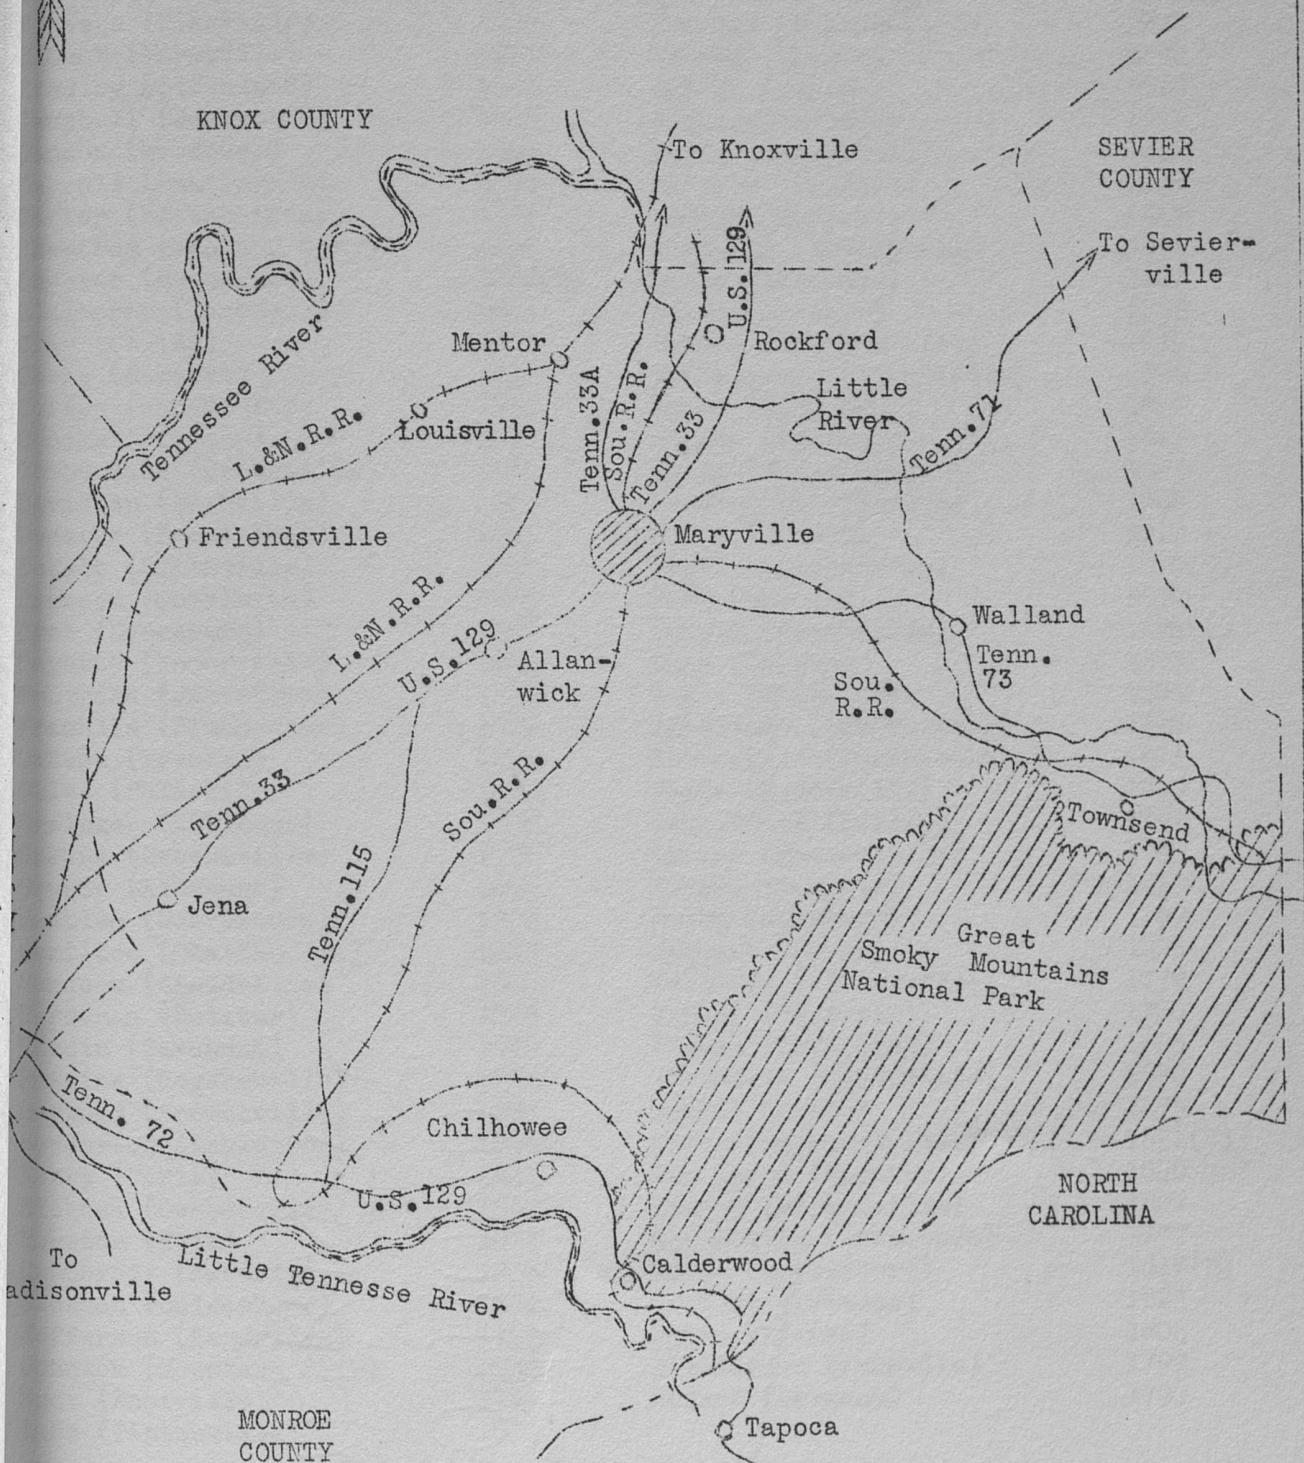 KNOX COUNTY
To Knoxville
SEVIER
COUNTY
To Sevier-
ville
U.S.129
Tennessee River
Mentor
Rockford
L.&N.R.R.
Louisville
Tenn.33A
Sou.R.R.
Tenn.33
Little
River
Tenn.71
Friendsville
Maryville
L.&N.R.R.
U.S.129
Allan-
wick
Walland
Tenn.
73
Sou.
R.R.
Tenn.33
Sou.R.R.
Townsend
Tenn.115
Jena
Great
Smoky Mountains
National Park
Tenn. 72
Chilhowee
U.S.129
NORTH
CAROLINA
To
adisonville
Little Tennesse River
Calderwood
MONROE
COUNTY
Tapoca